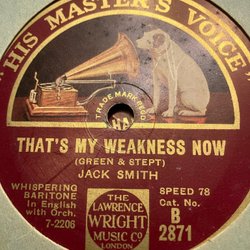 HIS MASTER'S VOICE
TRADE MARK REGD
THAT'S MY WEAKNESS NOW
(GREEN & STEPT)
JACK SMITH
WHISPERING
BARITONE
In English
with Orch.
7-2206
THE
LAWRENCE
WRIGHT
MUSIC CO
LONDON
SPEED 78
Cat. No.
B
2871